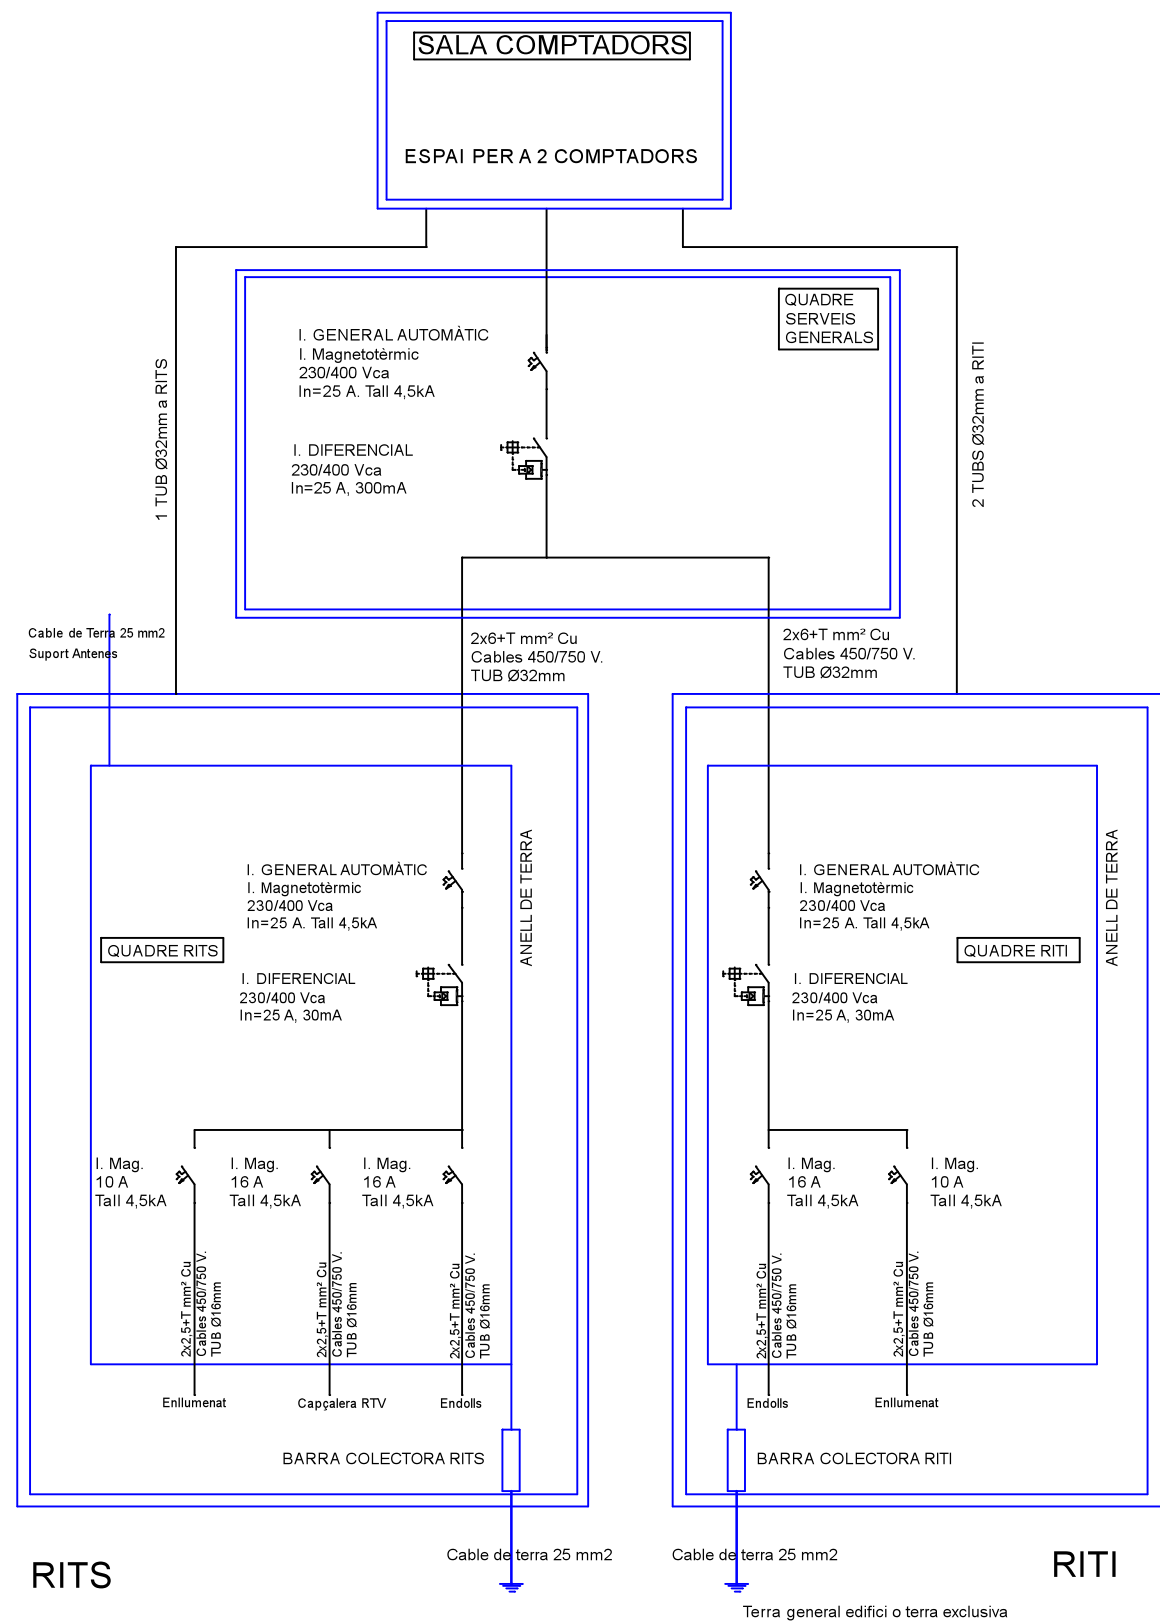 SALA COMPTADORS
ESPAI PER A 2 COMPTADORS
QUADRE
SERVEIS
GENERALS
I. GENERAL AUTOMÀTIC
I. Magnetotèrmic
230/400 Vca
In=25 A. Tall 4,5kA
I. DIFERENCIAL
230/400 Vca
In=25 A, 300mA
1 TUB Ø32mm a RITS
2 TUBS Ø32mm a RITI
Cable de Terra 25 mm2
Suport Antenes
2x6+T mm² Cu
Cables 450/750 V.
TUB Ø32mm
2x6+T mm² Cu
Cables 450/750 V.
TUB Ø32mm
I. GENERAL AUTOMÀTIC
I. Magnetotèrmic
230/400 Vca
In=25 A. Tall 4,5kA
QUADRE RITS
I. DIFERENCIAL
230/400 Vca
In=25 A, 30mA
ANELL DE TERRA
I. GENERAL AUTOMÀTIC
I. Magnetotèrmic
230/400 Vca
In=25 A. Tall 4,5kA
QUADRE RITI
I. DIFERENCIAL
230/400 Vca
In=25 A, 30mA
ANELL DE TERRA
I. Mag.
10 A
Tall 4,5kA
I. Mag.
16 A
Tall 4,5kA
I. Mag.
16 A
Tall 4,5kA
I. Mag.
16 A
Tall 4,5kA
I. Mag.
10 A
Tall 4,5kA
2x2,5+T mm² Cu
Cables 450/750 V.
TUB Ø16mm
2x2,5+T mm² Cu
Cables 450/750 V.
TUB Ø16mm
2x2,5+T mm² Cu
Cables 450/750 V.
TUB Ø16mm
2x2,5+T mm² Cu
Cables 450/750 V.
TUB Ø16mm
2x2,5+T mm² Cu
Cables 450/750 V.
TUB Ø16mm
Enllumenat
Capçalera RTV
Endolls
Endolls
Enllumenat
BARRA COLECTORA RITS
BARRA COLECTORA RITI
Cable de terra 25 mm2
Cable de terra 25 mm2
RITS
RITI
Terra general edifici o terra exclusiva